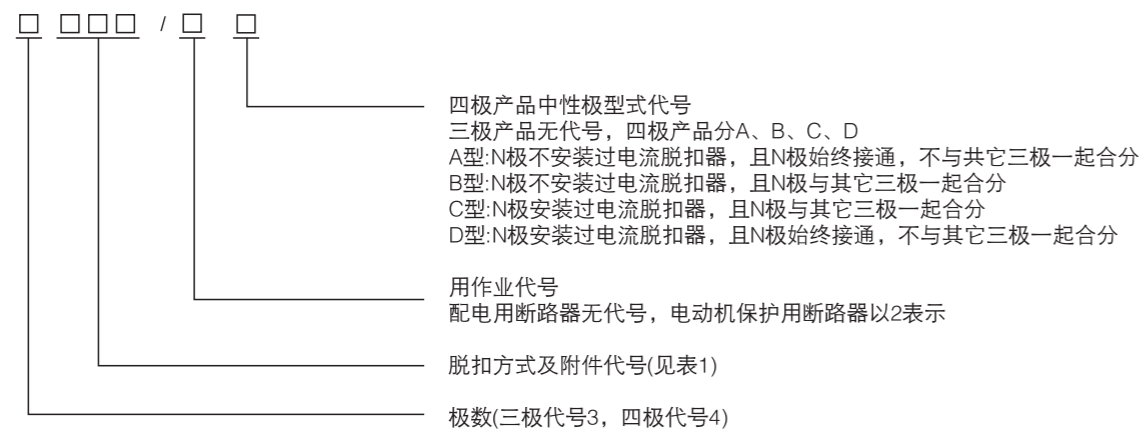 □ □□□ / □ □
四极产品中性极型式代号
三极产品无代号，四极产品分A、B、C、D
A型:N极不安装过电流脱扣器，且N极始终接通，不与共它三极一起合分
B型:N极不安装过电流脱扣器，且N极与其它三极一起合分
C型:N极安装过电流脱扣器，且N极与其它三极一起合分
D型:N极安装过电流脱扣器，且N极始终接通，不与其它三极一起合分
用作业代号
配电用断路器无代号，电动机保护用断路器以2表示
脱扣方式及附件代号(见表1)
极数(三极代号3，四极代号4)